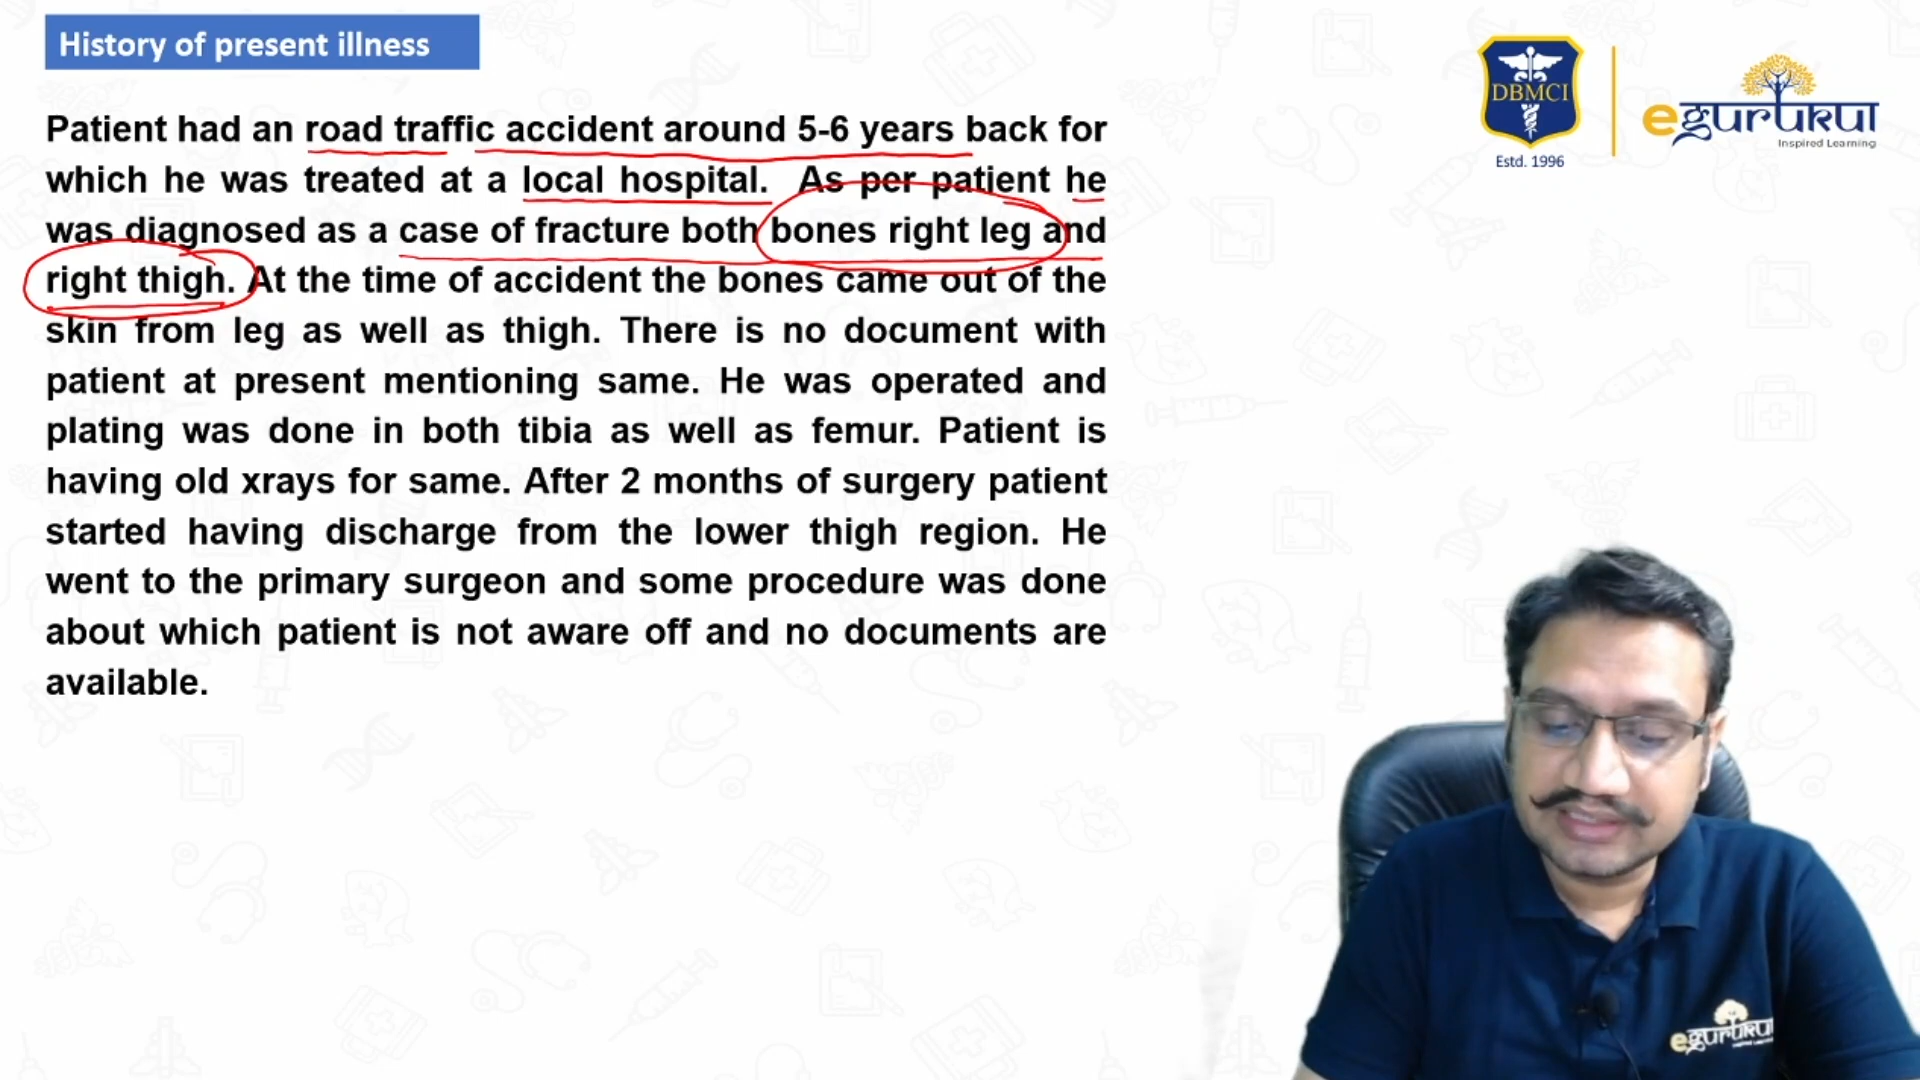 History of present illness
DBMCI
Estd. 1996
egurukul
Inspired Learning
Patient had an road traffic accident around 5-6 years back for
which he was treated at a local hospital. As per patient he
was diagnosed as a case of fracture both bones right leg and
right thigh. At the time of accident the bones came out of the
skin from leg as well as thigh. There is no document with
patient at present mentioning same. He was operated and
plating was done in both tibia as well as femur. Patient is
having old xrays for same. After 2 months of surgery patient
started having discharge from the lower thigh region. He
went to the primary surgeon and some procedure was done
about which patient is not aware off and no documents are
available.
egurukul